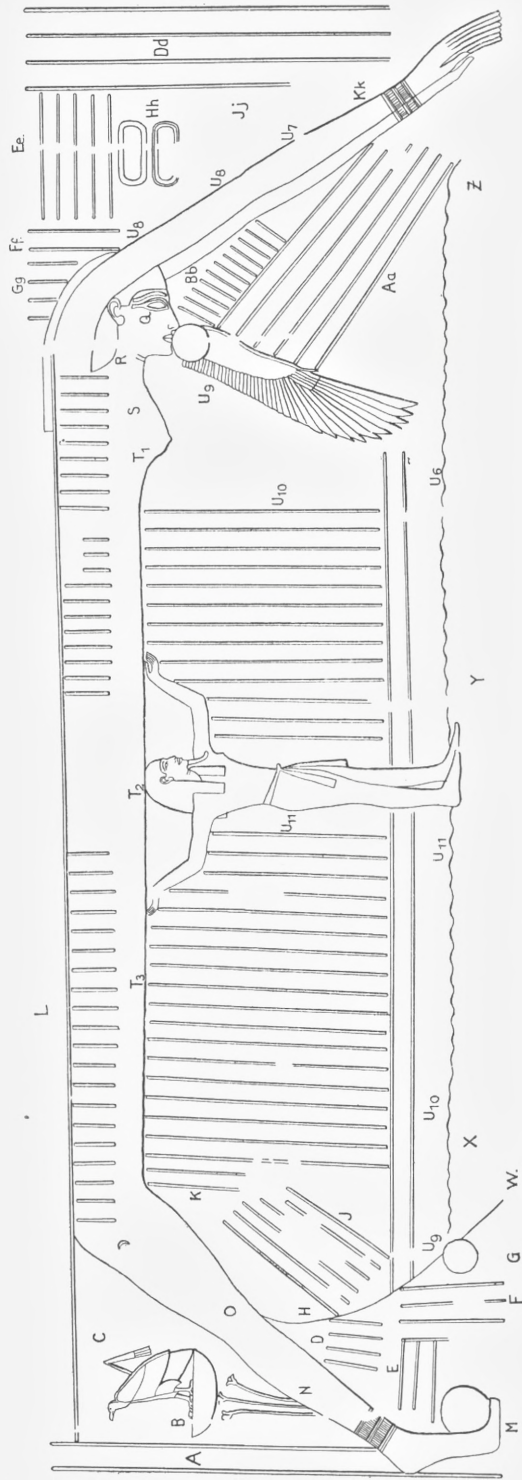 L Gg Ff Ee
C
R Hh
S
T1 T2 T3
U8 Dd
Q
B
A
K
U9 Bb
U8
O
Jj
U10
U11
U7
N
H
D
J
Kk
E
Aa
U9 U10 U11 U6
X Y Z
M F G W.